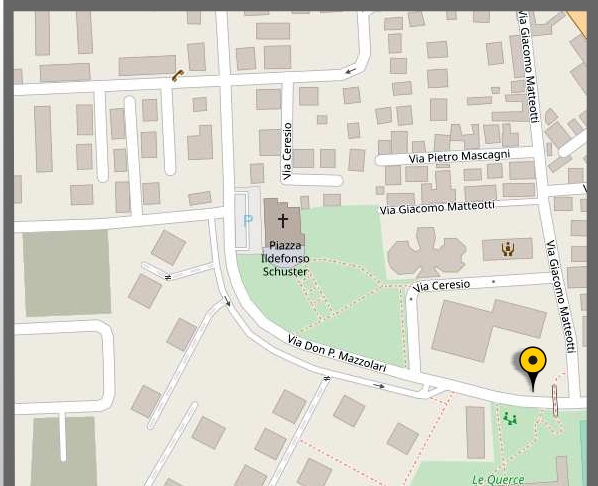 Via Giacomo Matteotti
Via Ceresio
Via Pietro Mascagni
Via Giacomo Matteotti
P
Piazza
Ildefonso
Schuster
Via Giacomo Matteotti
Via Ceresio
Via Don P. Mazzolari
Le Querce